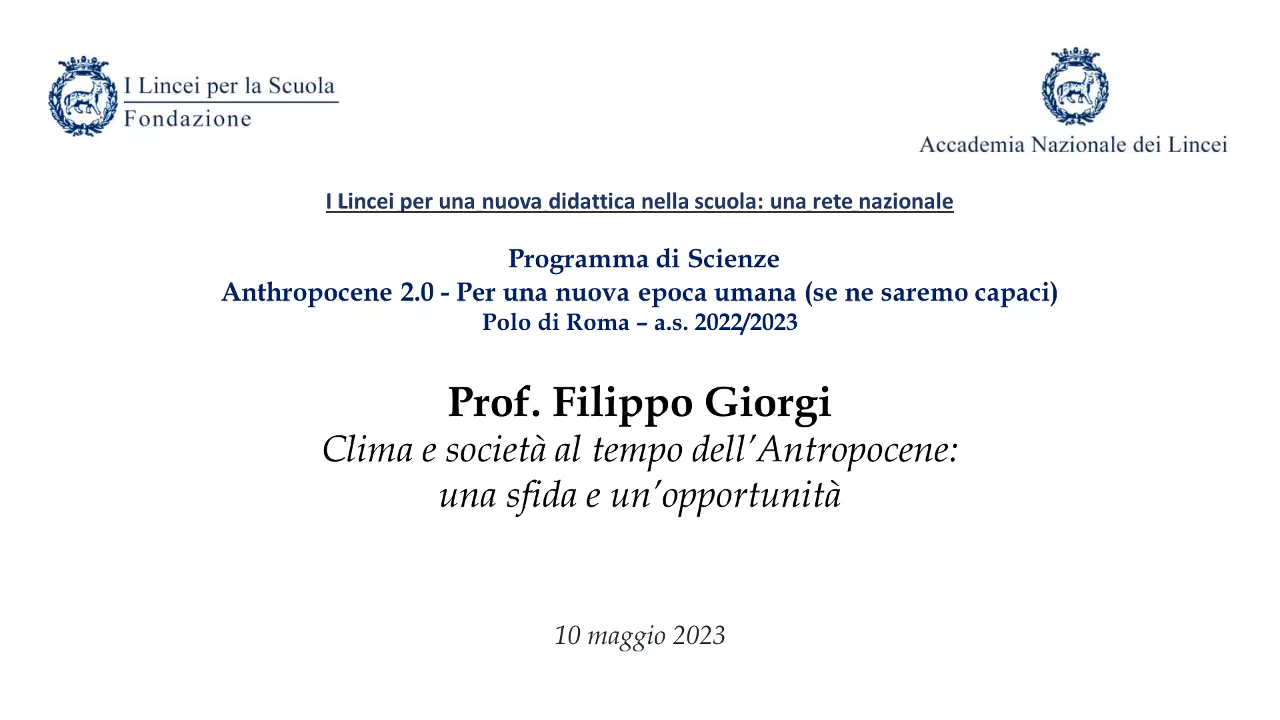 I Lincei per la Scuola
Fondazione
Accademia Nazionale dei Lincei
I Lincei per una nuova didattica nella scuola: una rete nazionale
Programma di Scienze
Anthropocene 2.0 - Per una nuova epoca umana (se ne saremo capaci)
Polo di Roma – a.s. 2022/2023
Prof. Filippo Giorgi
Clima e società al tempo dell’Antropocene:
una sfida e un’opportunità
10 maggio 2023